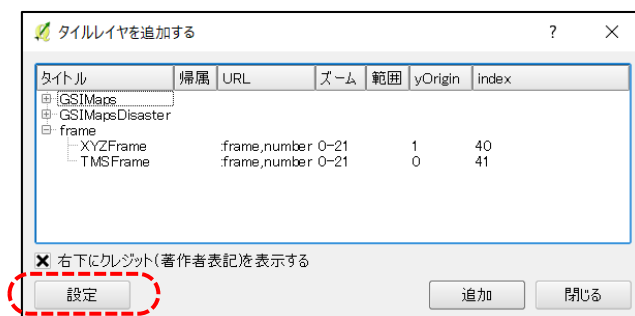 タイルレイヤを追加する ? ×
タイトル 帰属 URL ズーム 範囲 yOrigin index
GSIMaps
GSIMapsDisaster
frame
XYZFrame :frame,number 0-21 1 40
TMSFrame :frame,number 0-21 0 41
右下にクレジット(著作者表記)を表示する
設定 追加 閉じる